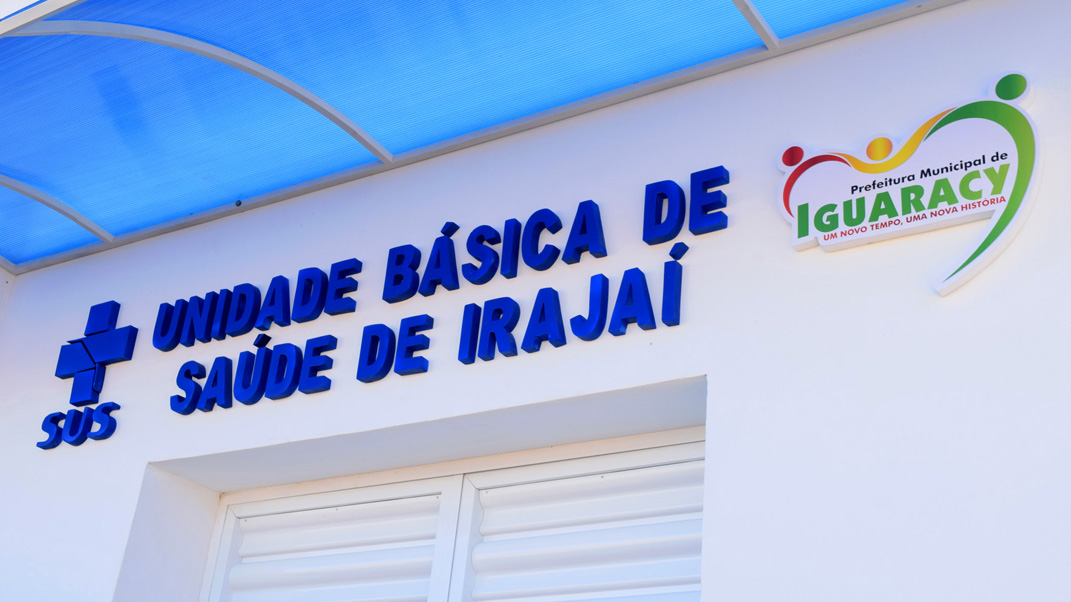 UNIDADE BÁSICA DE
SAÚDE DE IRAJAÍ
SUS
Prefeitura Municipal de
IGUARACY
UM NOVO TEMPO, UMA NOVA HISTÓRIA